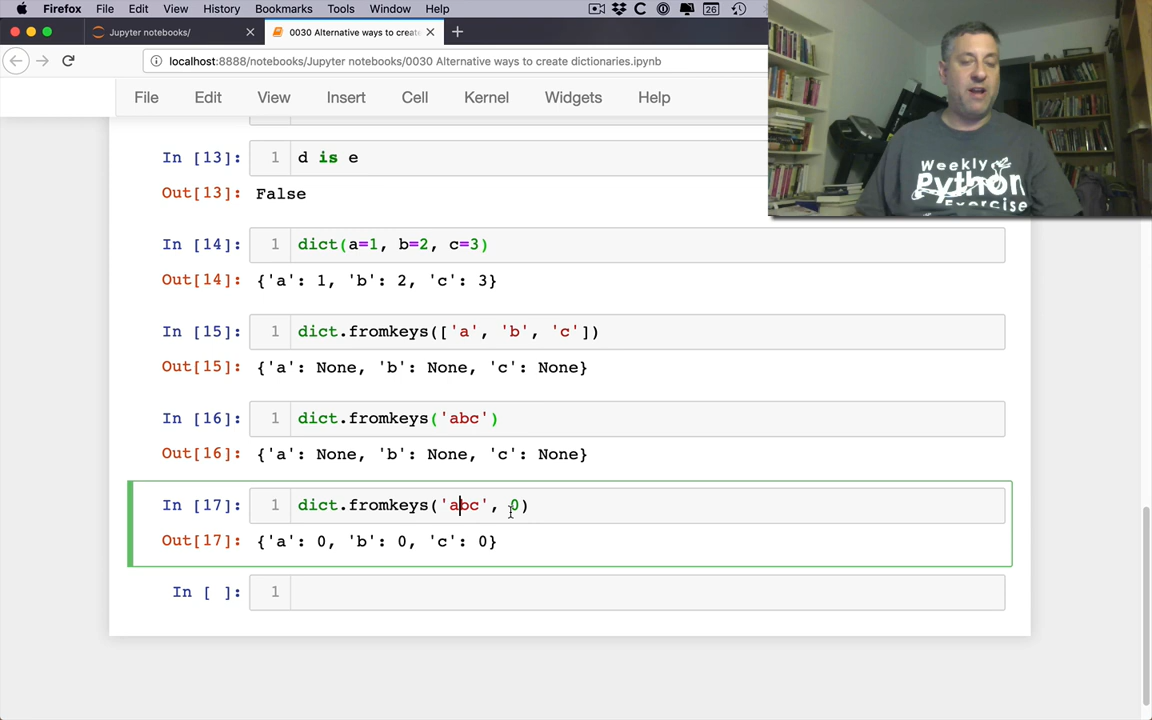 Firefox File Edit View History Bookmarks Tools Window Help 26
Jupyter notebooks/ 0030 Alternative ways to create
localhost:8888/notebooks/Jupyter notebooks/0030 Alternative ways to create dictionaries.ipynb
File Edit View Insert Cell Kernel Widgets Help
Weekly
Python
Exercise
In [13]: 1 d is e
Out[13]: False
In [14]: 1 dict(a=1, b=2, c=3)
Out[14]: {'a': 1, 'b': 2, 'c': 3}
In [15]: 1 dict.fromkeys(['a', 'b', 'c'])
Out[15]: {'a': None, 'b': None, 'c': None}
In [16]: 1 dict.fromkeys('abc')
Out[16]: {'a': None, 'b': None, 'c': None}
In [17]: 1 dict.fromkeys('abc', 0)
Out[17]: {'a': 0, 'b': 0, 'c': 0}
In [ ]: 1